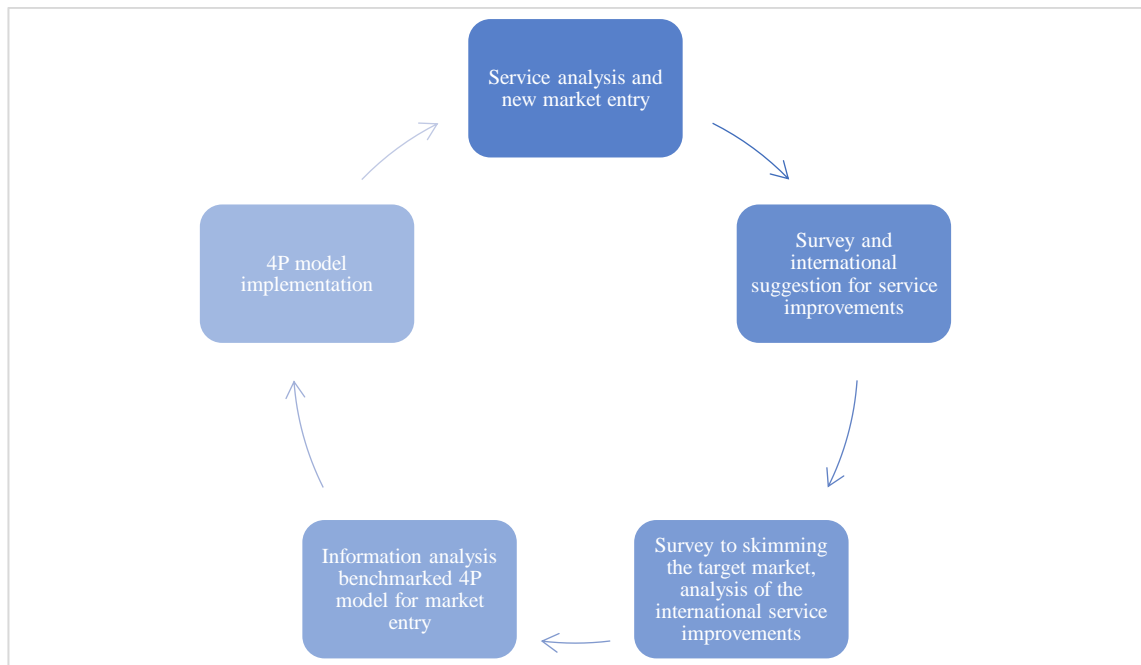 Service analysis and
new market entry
Survey and
international
suggestion for service
improvements
Survey to skimming
the target market,
analysis of the
international service
improvements
Information analysis
benchmarked 4P
model for market
entry
4P model
implementation